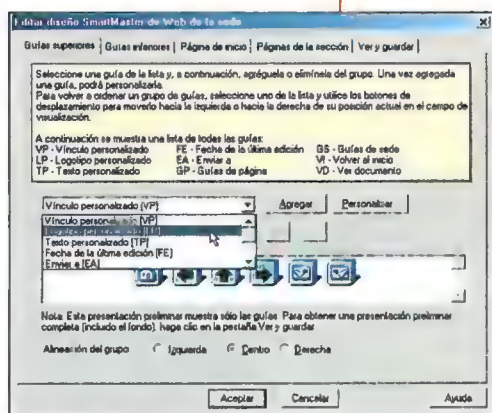 Editar diseño SmartMaster de Web de la sede
Guías superiores | Guías inferiores | Página de inicio | Páginas de la sección | Ver y guardar
Seleccione una guía de la lista y, a continuación, agréguela o elimínela del grupo. Una vez agregada
una guía, podrá personalizarla.
Para volver a ordenar un grupo de guías, seleccione uno de la lista y utilice los botones de
desplazamiento para moverlo hacia la izquierda o hacia la derecha de su posición actual en el campo de
visualización.
A continuación se muestra una lista de todas las guías:
VP - Vínculo personalizado FE - Fecha de la última edición GS - Guías de sede
LP - Logotipo personalizado EA - Enviar a VI - Volver al inicio
TP - Texto personalizado GP - Guías de página VD - Ver documento
Vínculo personalizado [VP] Agregar Personalizar
Vínculo personalizado [VP]
Logotipo personalizado [LP]
Texto personalizado [TP]
Fecha de la última edición [FE]
Enviar a [EA]
Nota: Esta presentación preliminar muestra sólo las guías. Para obtener una presentación preliminar
completa [incluido el fondo], haga clic en la pestaña Ver y guardar
Alineación del grupo Izquierda Centro Derecha
Aceptar Cancelar Ayuda